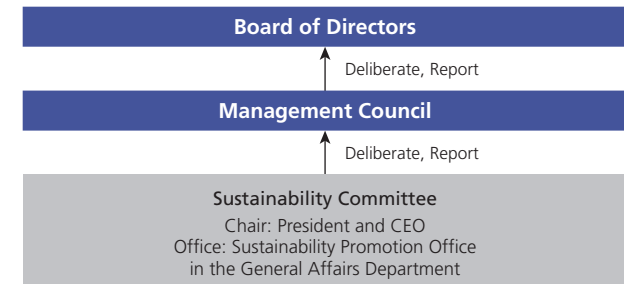 Board of Directors
Deliberate, Report
Management Council
Deliberate, Report
Sustainability Committee
Chair: President and CEO
Office: Sustainability Promotion Office
in the General Affairs Department